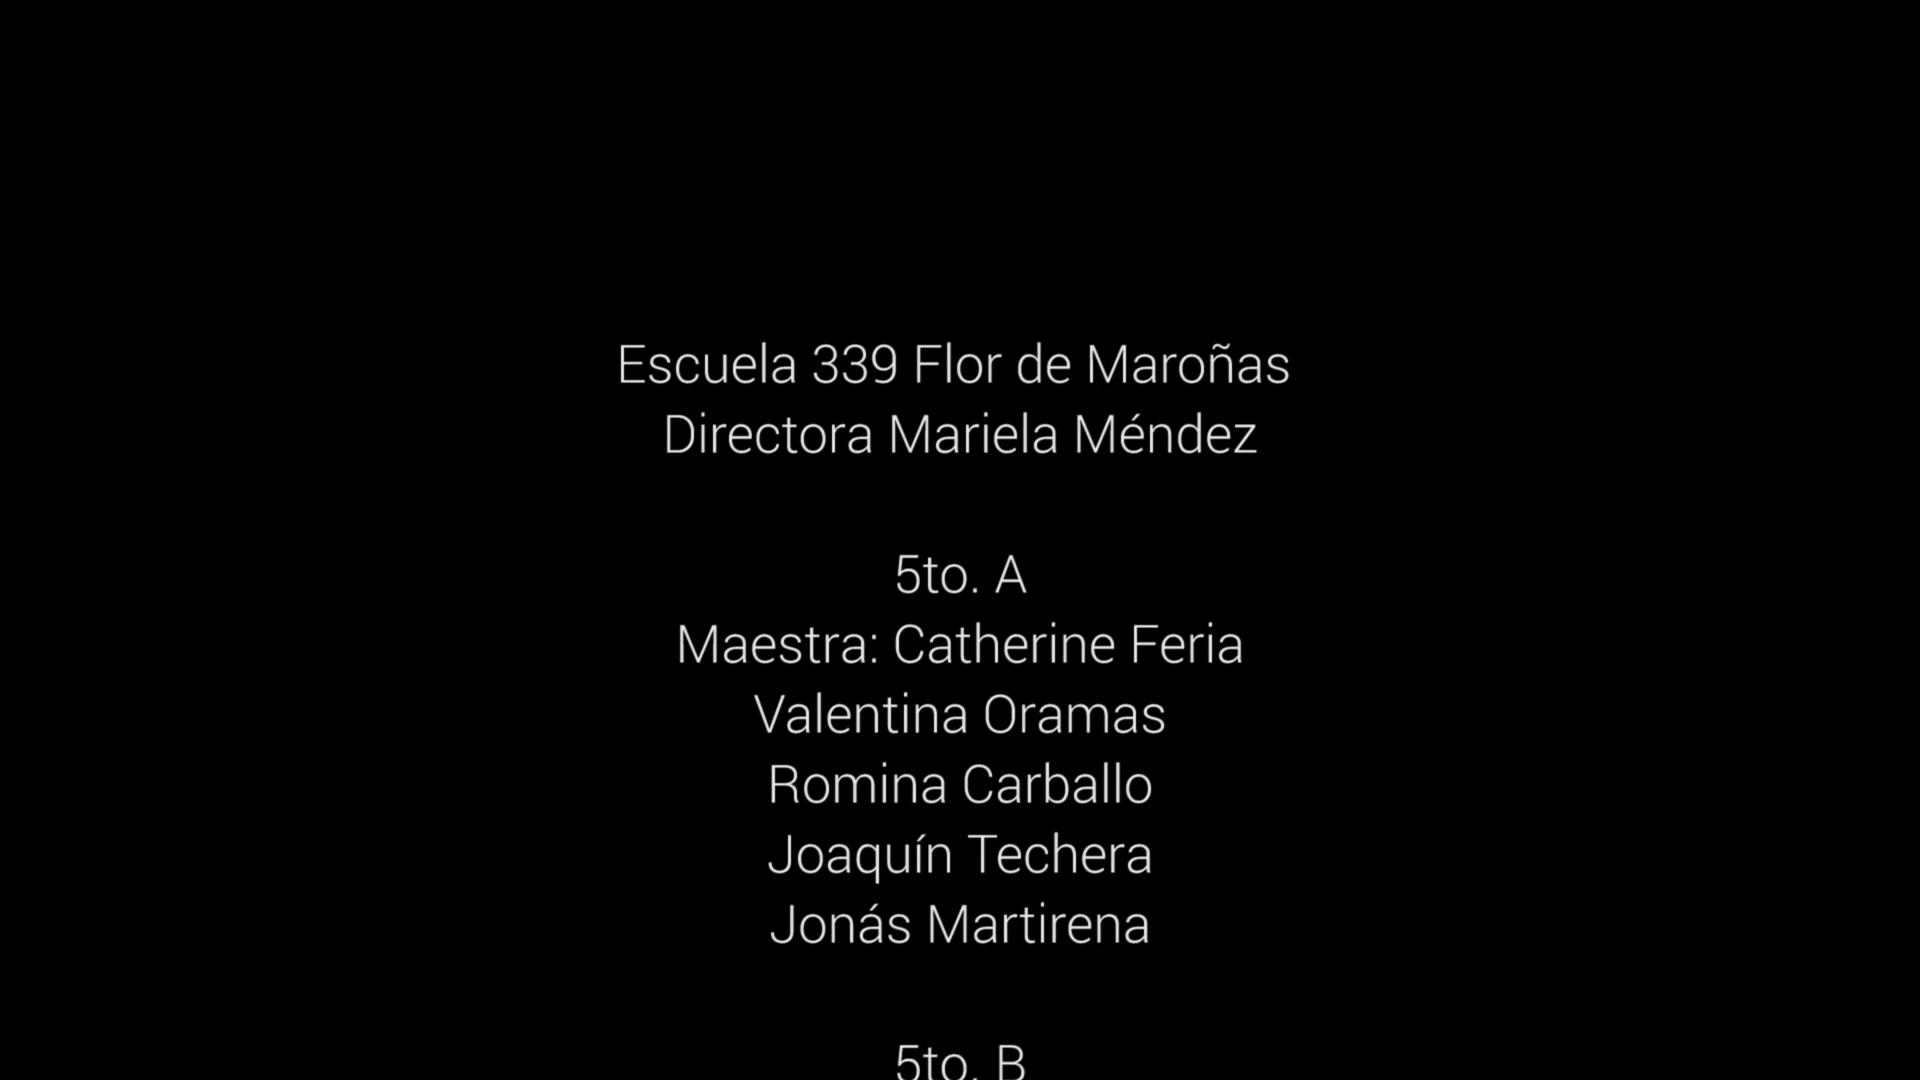 Escuela 339 Flor de Maroñas
Directora Mariela Méndez
5to. A
Maestra: Catherine Feria
Valentina Oramas
Romina Carballo
Joaquín Techera
Jonás Martirena
5to. B